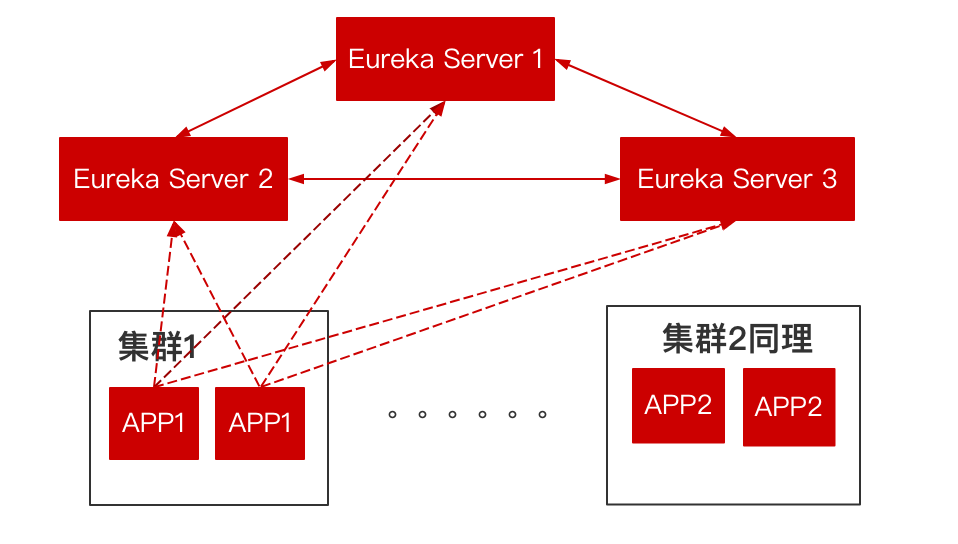 Eureka Server 1
Eureka Server 2
Eureka Server 3
集群1
集群2同理
APP1
APP1
。。。。。。
APP2
APP2